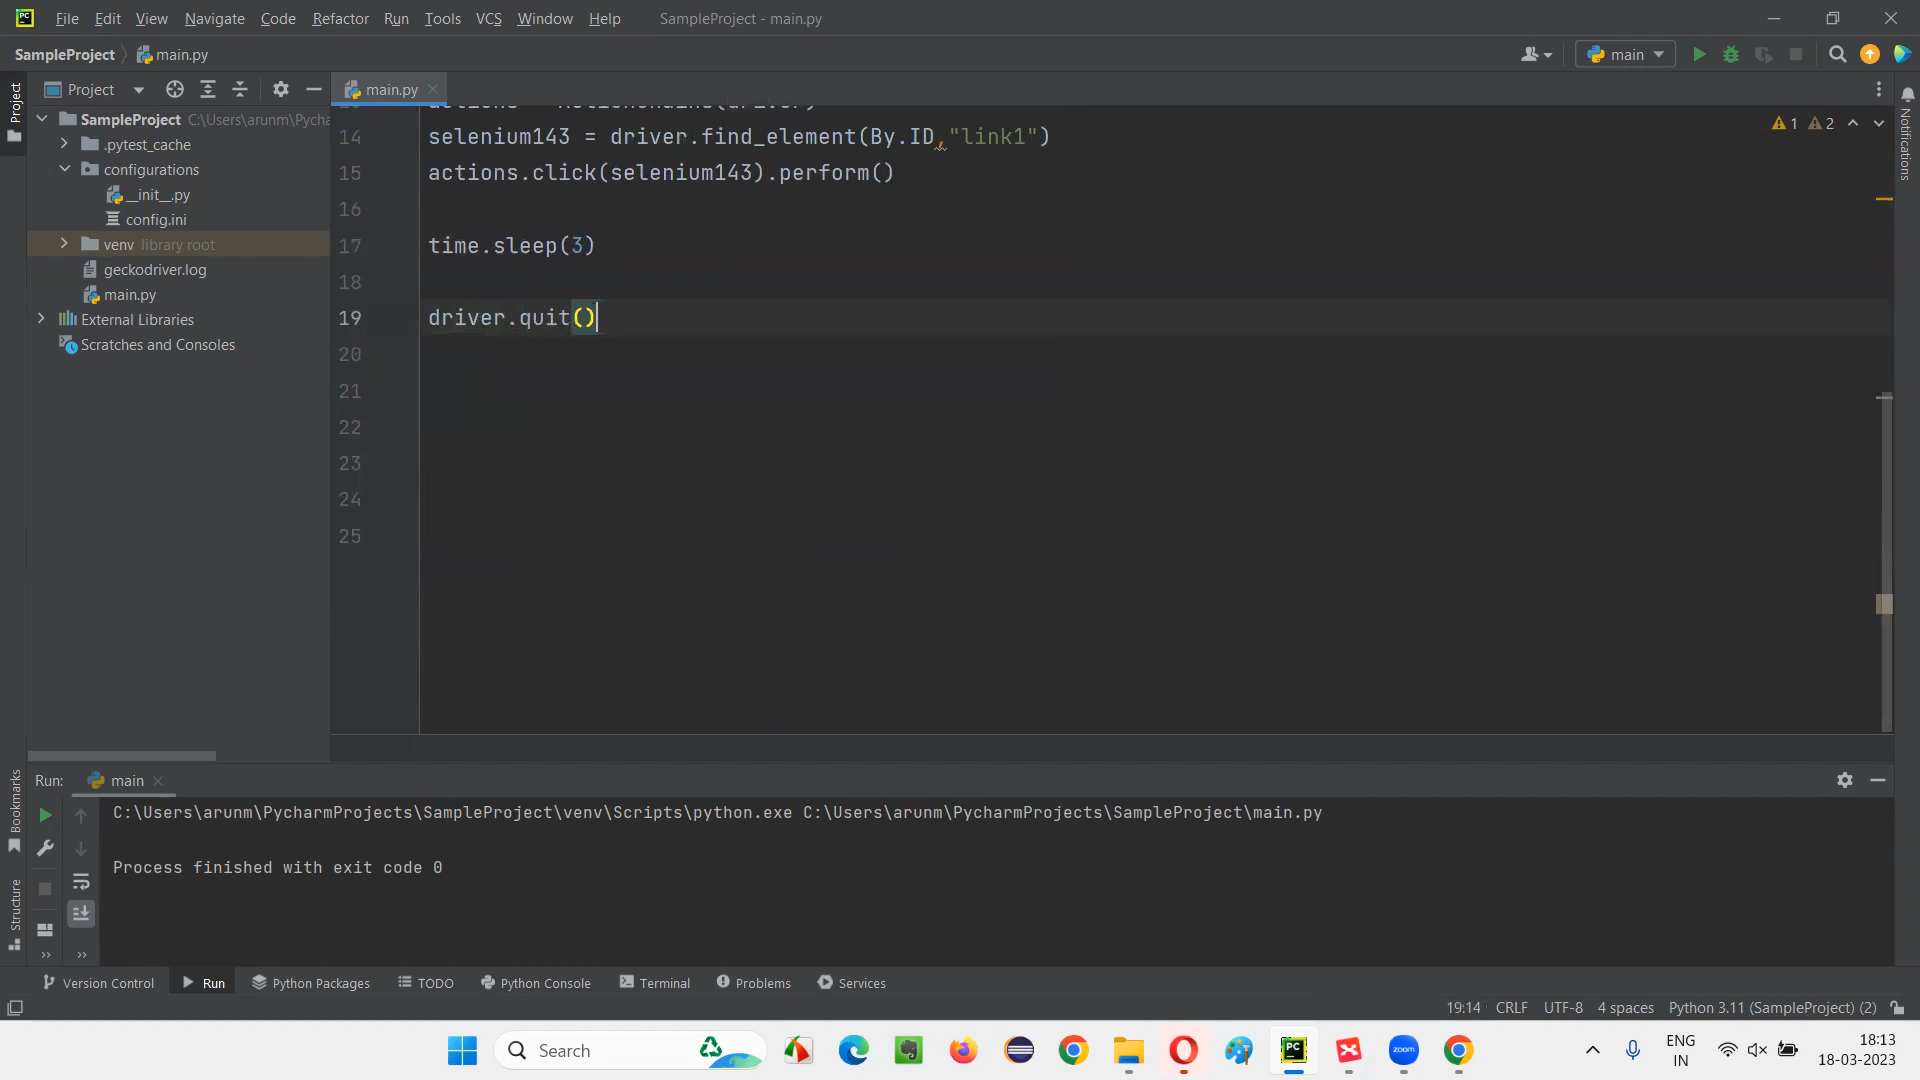 File Edit View Navigate Code Refactor Run Tools VCS Window Help SampleProject - main.py
SampleProject main.py
main
Project
main.py
SampleProject C:\Users\arunm\Pycha
.pytest_cache
configurations
__init__.py
config.ini
venv library root
geckodriver.log
main.py
External Libraries
Scratches and Consoles
Project
Bookmarks
Structure
Notifications
1 2
actions = ActionChains(driver)
14 selenium143 = driver.find_element(By.ID,"link1")
15 actions.click(selenium143).perform()
16
17 time.sleep(3)
18
19 driver.quit()
20
21
22
23
24
25
Run: main
C:\Users\arunm\PycharmProjects\SampleProject\venv\Scripts\python.exe C:\Users\arunm\PycharmProjects\SampleProject\main.py
Process finished with exit code 0
Version Control Run Python Packages TODO Python Console Terminal Problems Services
19:14 CRLF UTF-8 4 spaces Python 3.11 (SampleProject) (2)
Search
zoom
ENG
IN
18:13
18-03-2023